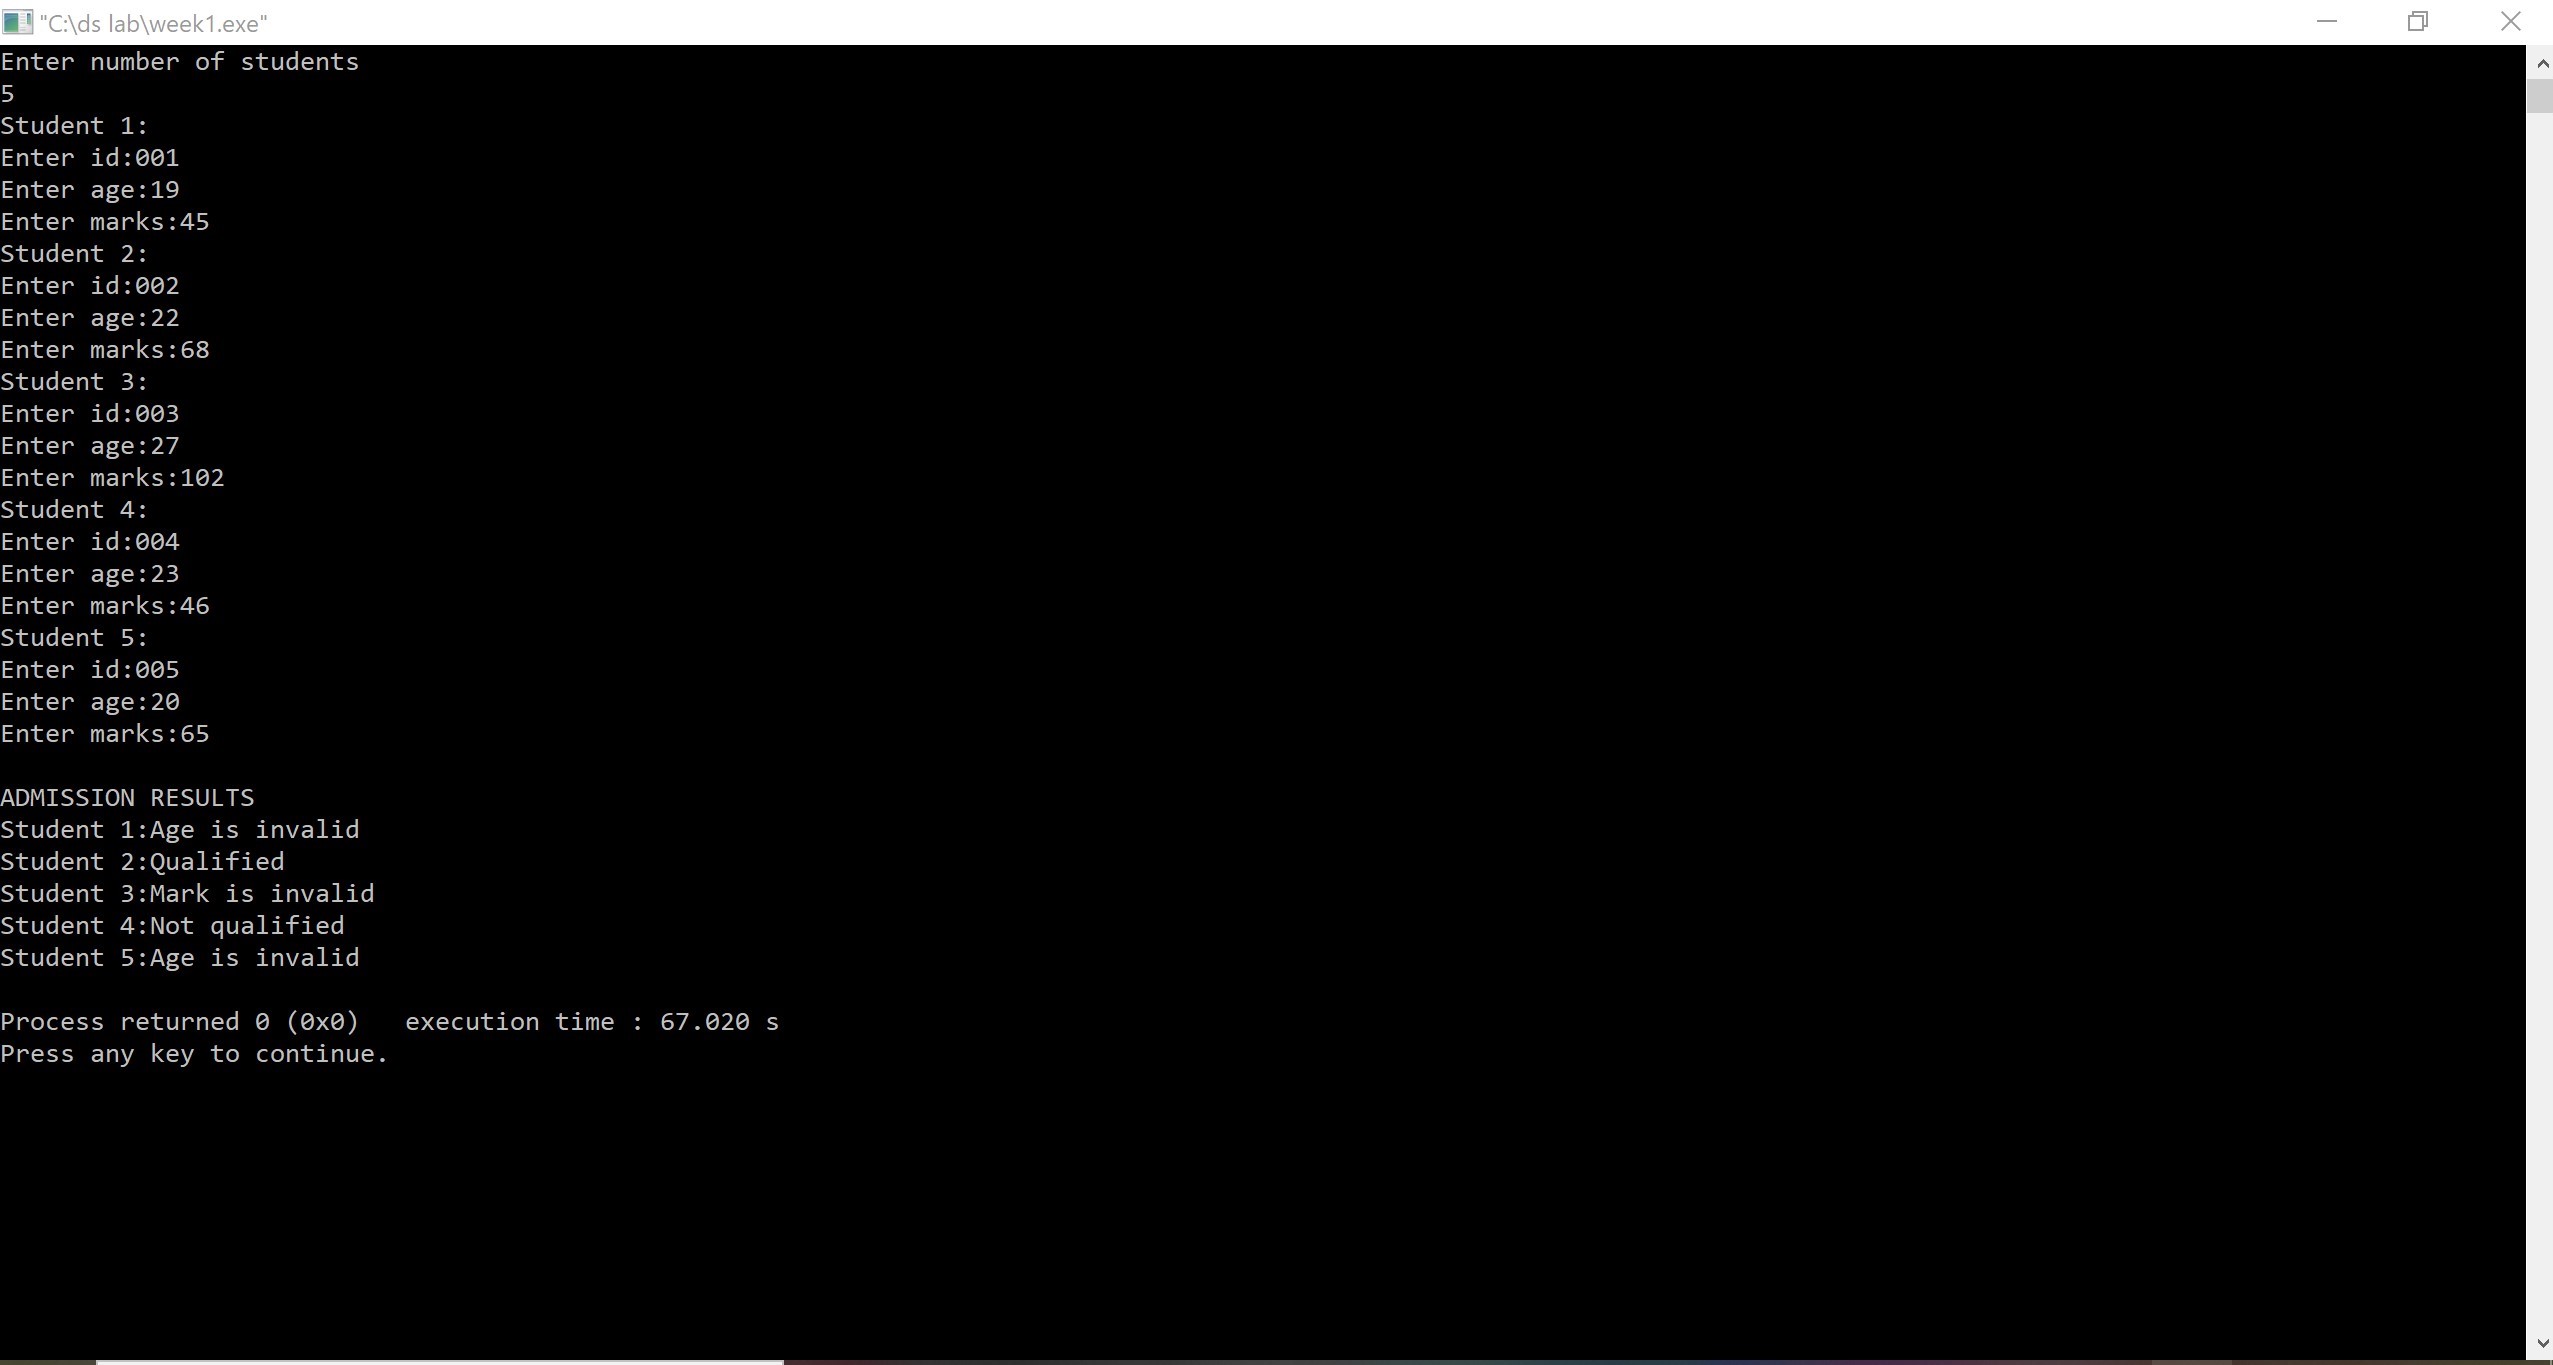 "C:\ds lab\week1.exe"
Enter number of students
5
Student 1:
Enter id:001
Enter age:19
Enter marks:45
Student 2:
Enter id:002
Enter age:22
Enter marks:68
Student 3:
Enter id:003
Enter age:27
Enter marks:102
Student 4:
Enter id:004
Enter age:23
Enter marks:46
Student 5:
Enter id:005
Enter age:20
Enter marks:65
ADMISSION RESULTS
Student 1:Age is invalid
Student 2:Qualified
Student 3:Mark is invalid
Student 4:Not qualified
Student 5:Age is invalid
Process returned 0 (0x0)   execution time : 67.020 s
Press any key to continue.